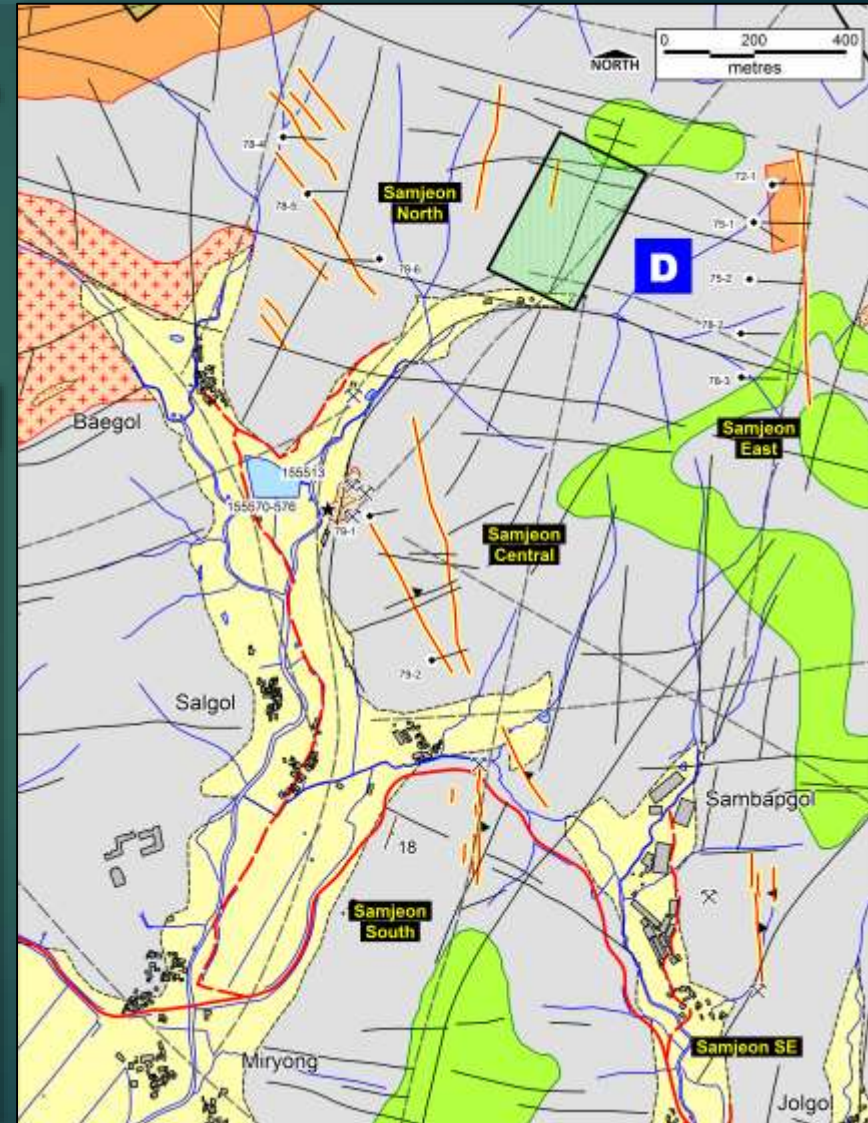 0 200 400
metres
NORTH
78-4
Samjeon
North
78-5
78-6
72-1
75-1
D
75-2
78-2
78-3
Baegol
Samjeon
East
155513
155570-576
79-1
Samjeon
Central
79-2
Salgol
Sambapgol
18
Samjeon
South
Samjeon SE
Miryong
Jolgol